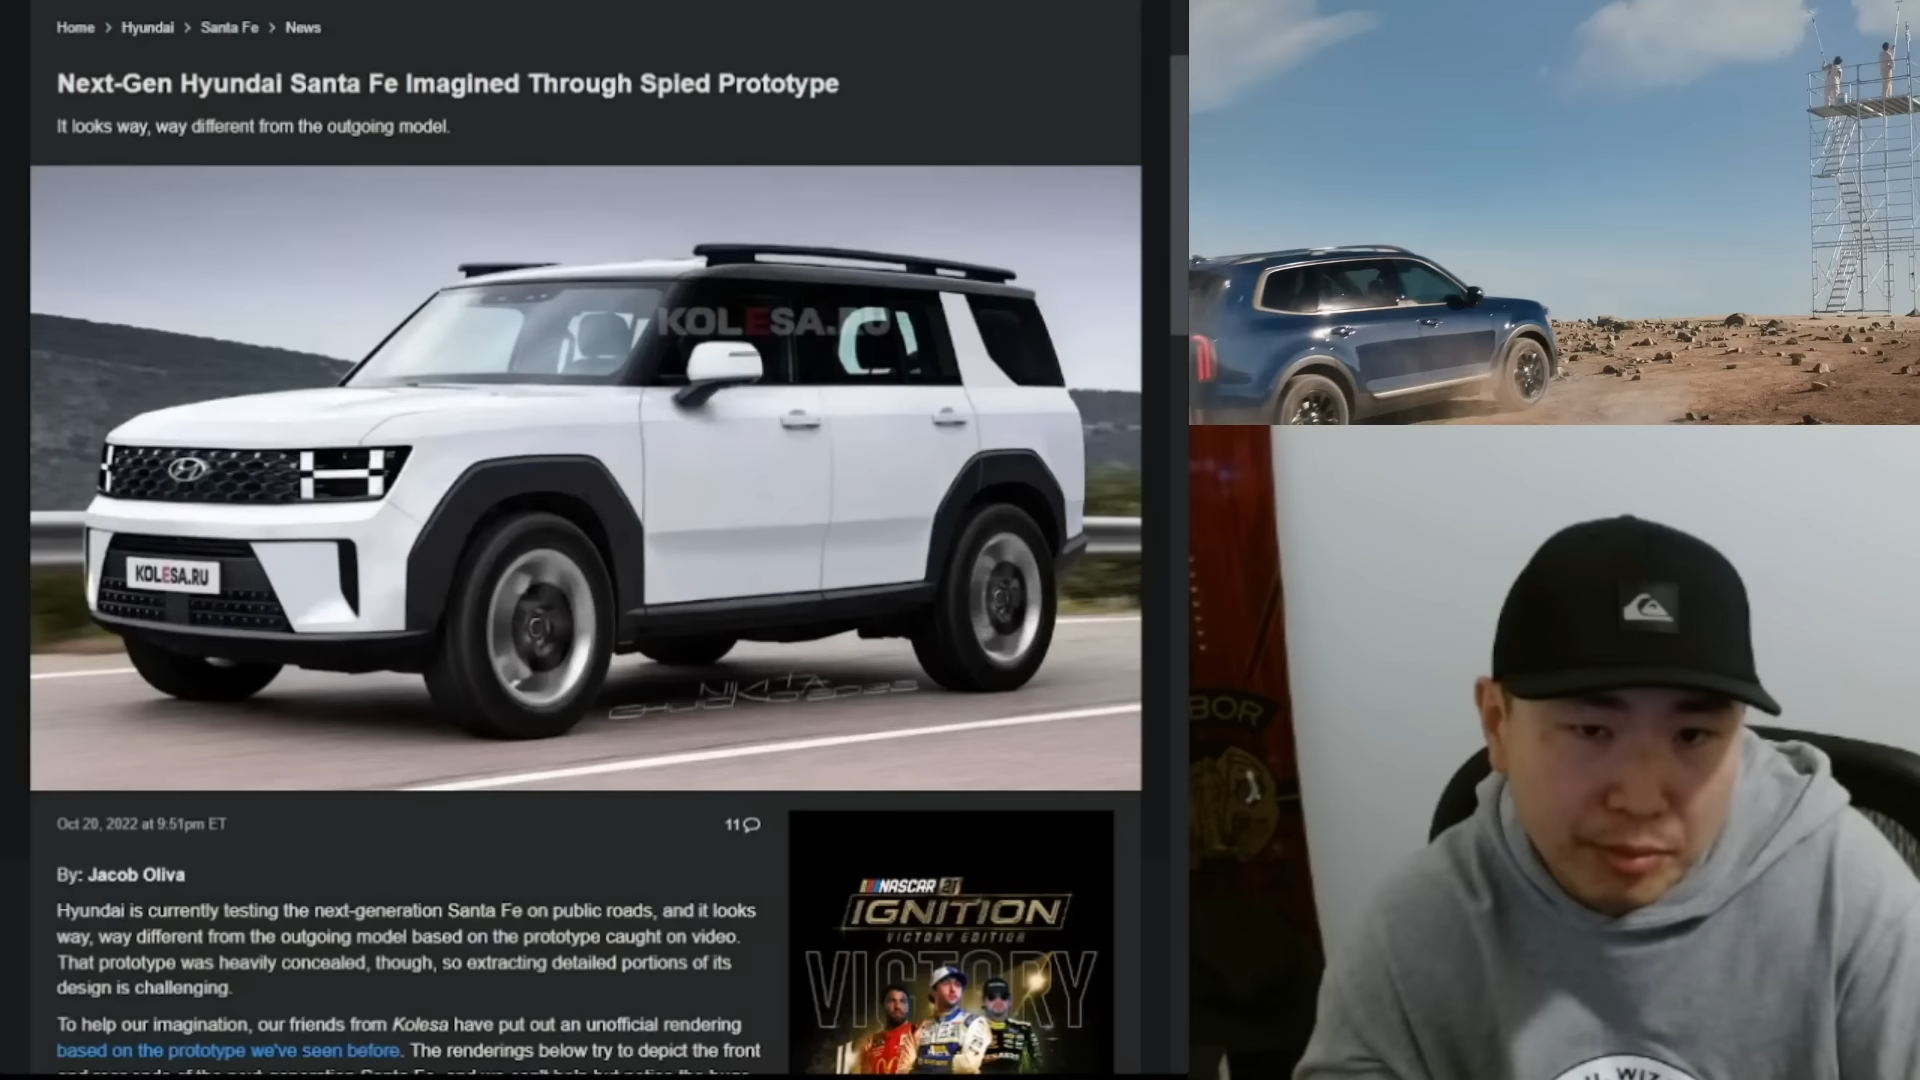 Home > Hyundai > Santa Fe > News
Next-Gen Hyundai Santa Fe Imagined Through Spied Prototype
It looks way, way different from the outgoing model.
KOLESA.RU
KOLESA.RU
NIKITA
Oct 20, 2022 at 9:51pm ET
11
By: Jacob Oliva
Hyundai is currently testing the next-generation Santa Fe on public roads, and it looks
way, way different from the outgoing model based on the prototype caught on video.
That prototype was heavily concealed, though, so extracting detailed portions of its
design is challenging.
To help our imagination, our friends from Kolesa have put out an unofficial rendering
based on the prototype we've seen before. The renderings below try to depict the front
NASCAR 21
IGNITION
VICTORY EDITION
VICTORY
BOR